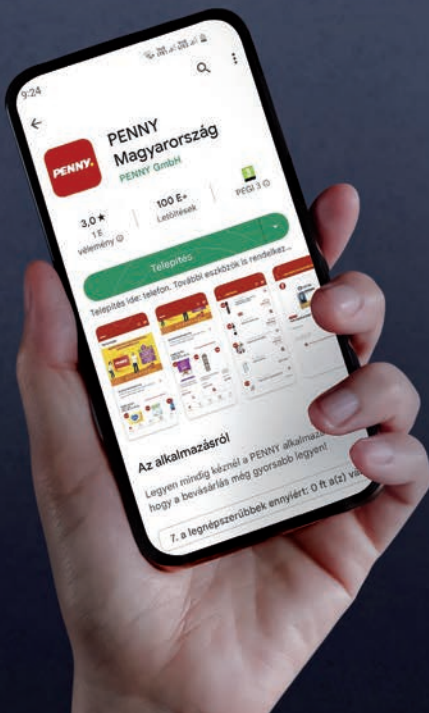 9:24
PENNY.
PENNY
Magyarország
PENNY GmbH
3,0 ★
1 E
vélemény
100 E+
Letöltések
3
PEGI 3
Telepítés
Telepítés ide: telefon. További eszközök is rendelkez...
Az alkalmazásról
Legyen mindig kéznél a PENNY
hogy a bevásárlás még gyorsabb legyen!
7. a legnépszerűbbek ennyiért: 0 ft a(z)